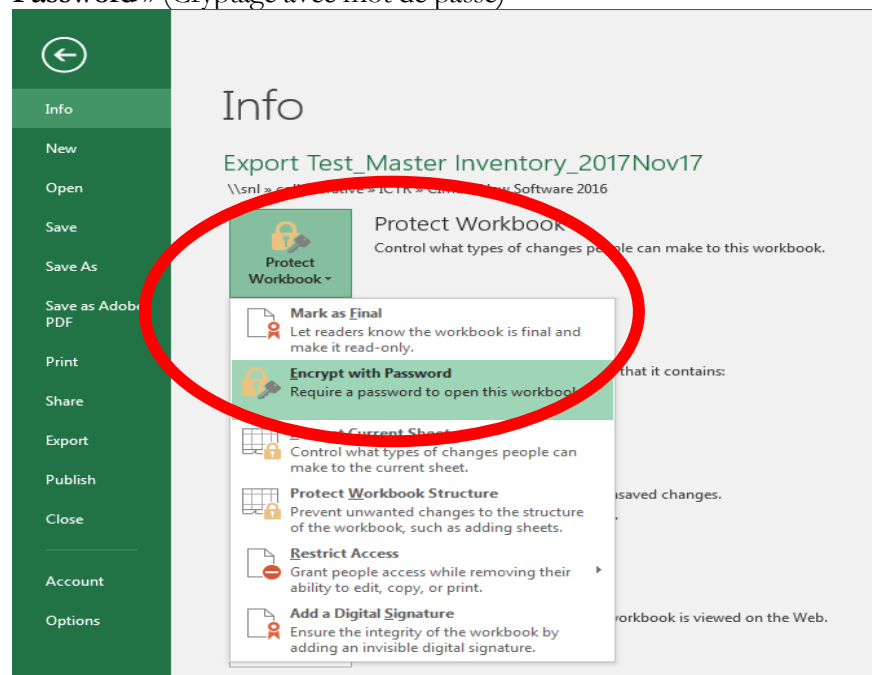 Password » (Cryptage avec mot de passe)
Info
Info
New
Export Test_Master Inventory_2017Nov17
Open
\\snl » Software 2016
Save
Protect Workbook
Control what types of changes people can make to this workbook.
Save As
Protect
Workbook
Save as Adobe
PDF
Mark as Final
Let readers know the workbook is final and
make it read-only.
Print
Encrypt with Password
that it contains:
Require a password to open this workbook
Share
Current Sheet
Export
Control what types of changes people can
make to the current sheet.
Publish
Protect Workbook Structure
saved changes.
Prevent unwanted changes to the structure
of the workbook, such as adding sheets.
Close
Restrict Access
Grant people access while removing their
ability to edit, copy, or print.
Account
Add a Digital Signature
Ensure the integrity of the workbook by
adding an invisible digital signature.
Options
workbook is viewed on the Web.